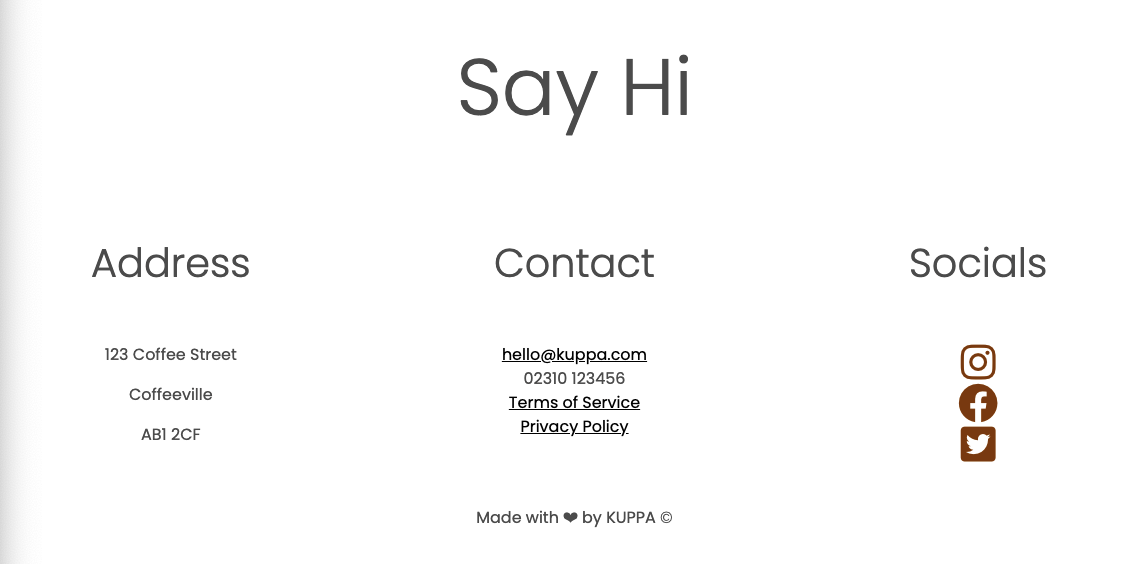 Say Hi
Address
123 Coffee Street
Coffeeville
AB1 2CF
Contact
hello@kuppa.com
02310 123456
Terms of Service
Privacy Policy
Socials
Made with ❤ by KUPPA ©